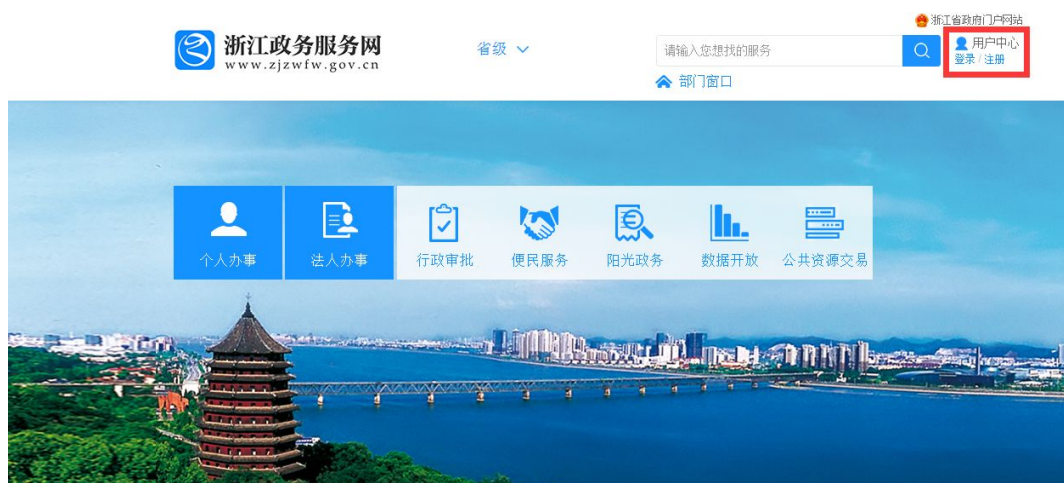 浙江省政府门户网站
浙江政务服务网
www.zjzwfw.gov.cn
省级
请输入您想找的服务
用户中心
登录 / 注册
部门窗口
个人办事
法人办事
行政审批
便民服务
阳光政务
数据开放
公共资源交易